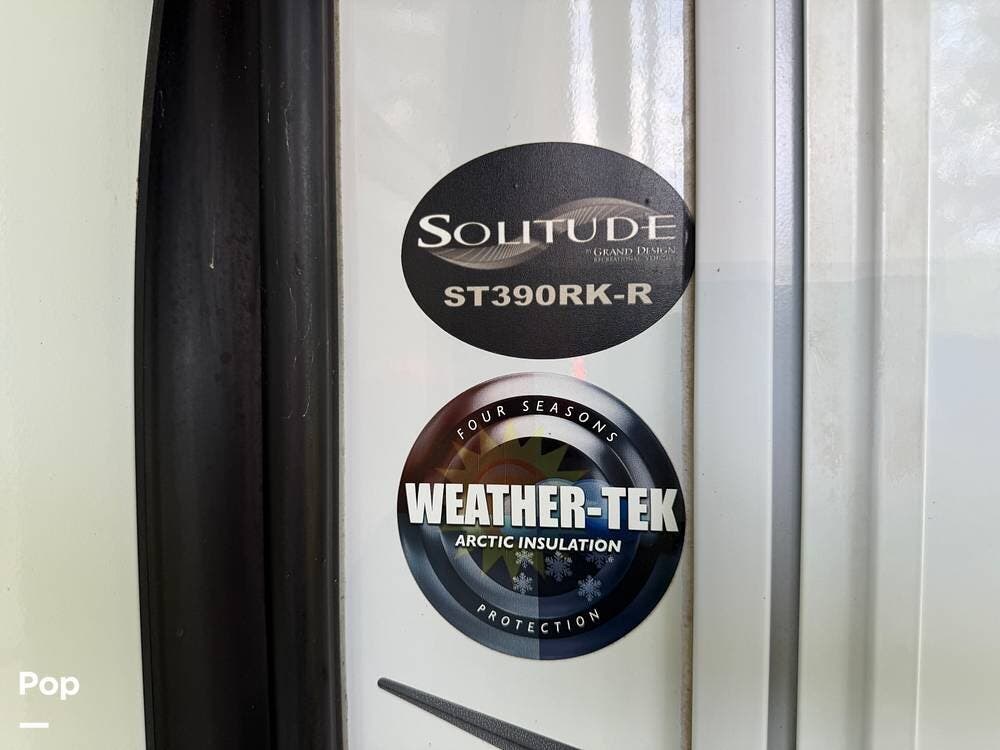 SOLITUDE
BY GRAND DESIGN
RECREATIONAL VEHICLES
ST390RK-R
FOUR SEASONS
WEATHER-TEK
ARCTIC INSULATION
PROTECTION
Pop